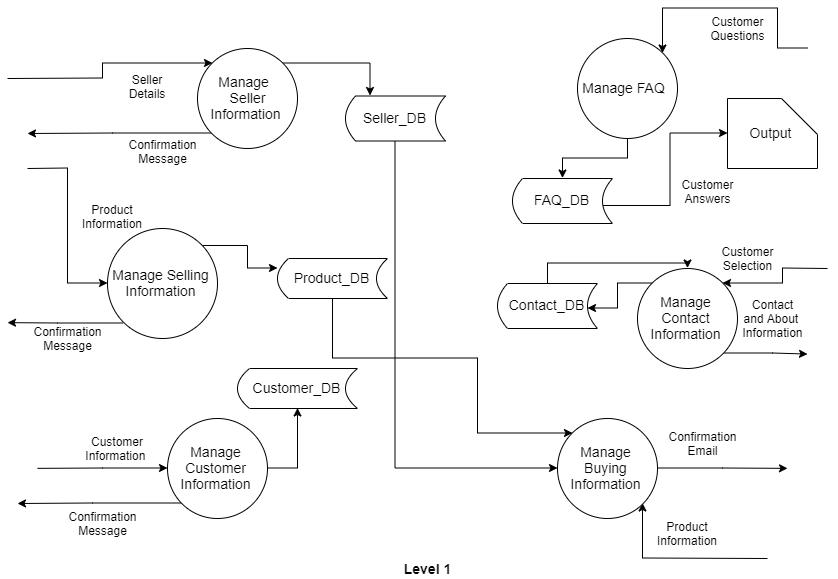 Customer
Questions
Seller
Details
Manage
Seller
Information
Seller_DB
Manage FAQ
Output
Confirmation
Message
Customer
Answers
FAQ_DB
Product
Information
Manage Selling
Information
Product_DB
Customer
Selection
Contact_DB
Manage
Contact
Information
Contact
and About
Information
Confirmation
Message
Customer_DB
Customer
Information
Manage
Customer
Information
Manage
Buying
Information
Confirmation
Email
Confirmation
Message
Product
Information
Level 1